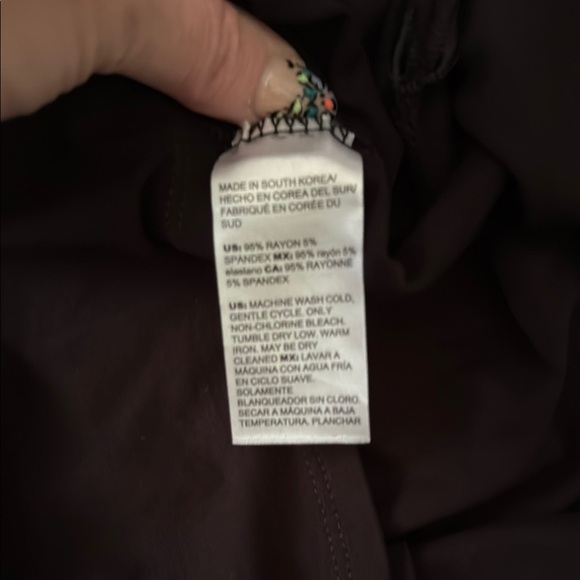 MADE IN SOUTH KOREA/
HECHO EN COREA DEL SUR/
FABRIQUÉ EN CORÉE DU
SUD
US: 95% RAYON 5%
SPANDEX MX: 95% rayón 5%
elastano CA: 95% RAYONNE
5% SPANDEX
US: MACHINE WASH COLD,
GENTLE CYCLE. ONLY
NON-CHLORINE BLEACH.
TUMBLE DRY LOW. WARM
IRON. MAY BE DRY
CLEANED MX: LAVAR A
MÁQUINA CON AGUA FRÍA
EN CICLO SUAVE.
SOLAMENTE
BLANQUEADOR SIN CLORO.
SECAR A MÁQUINA A BAJA
TEMPERATURA. PLANCHAR